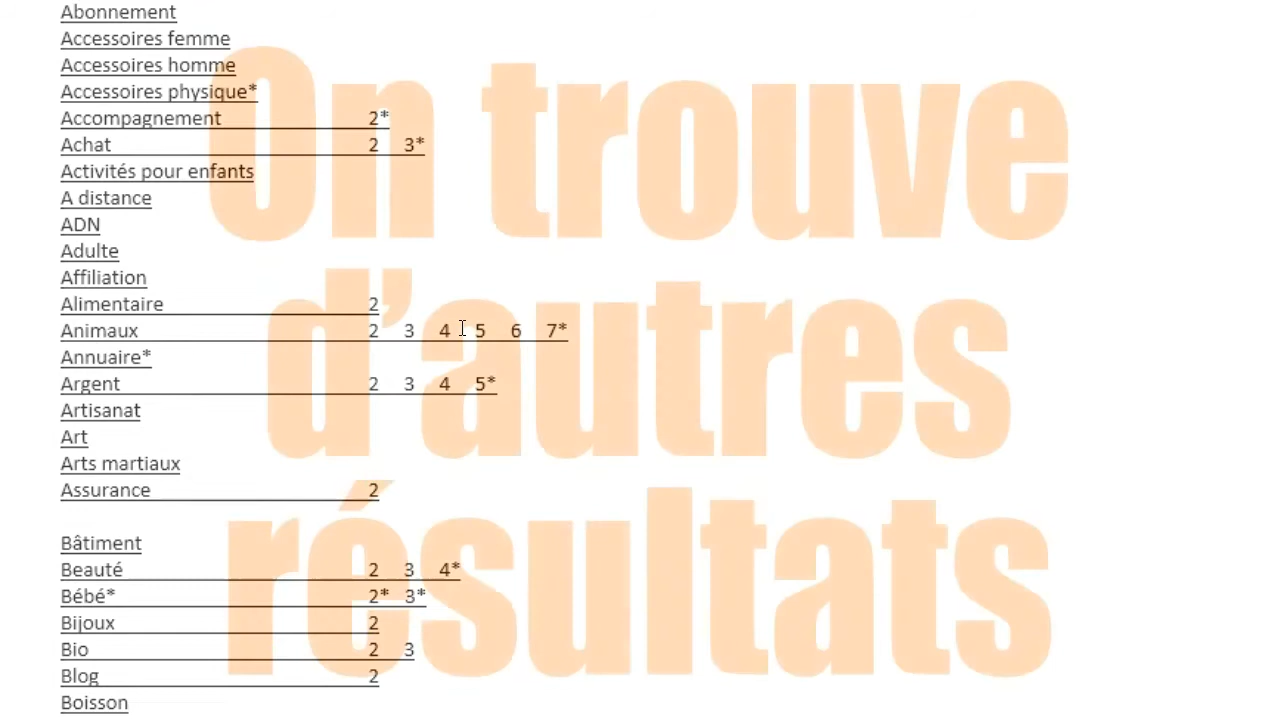 Abonnement
Accessoires femme
Accessoires homme
Accessoires physique*
Accompagnement 2*
Achat 2 3*
Activités pour enfants
A distance
ADN
Adulte
Affiliation
Alimentaire 2
Animaux 2 3 4 5 6 7*
Annuaire*
Argent 2 3 4 5*
Artisanat
Art
Arts martiaux
Assurance 2
Bâtiment
Beauté 2 3 4*
Bébé* 2* 3*
Bijoux 2
Bio 2 3
Blog 2
Boisson
On trouve
d'autres
résultats